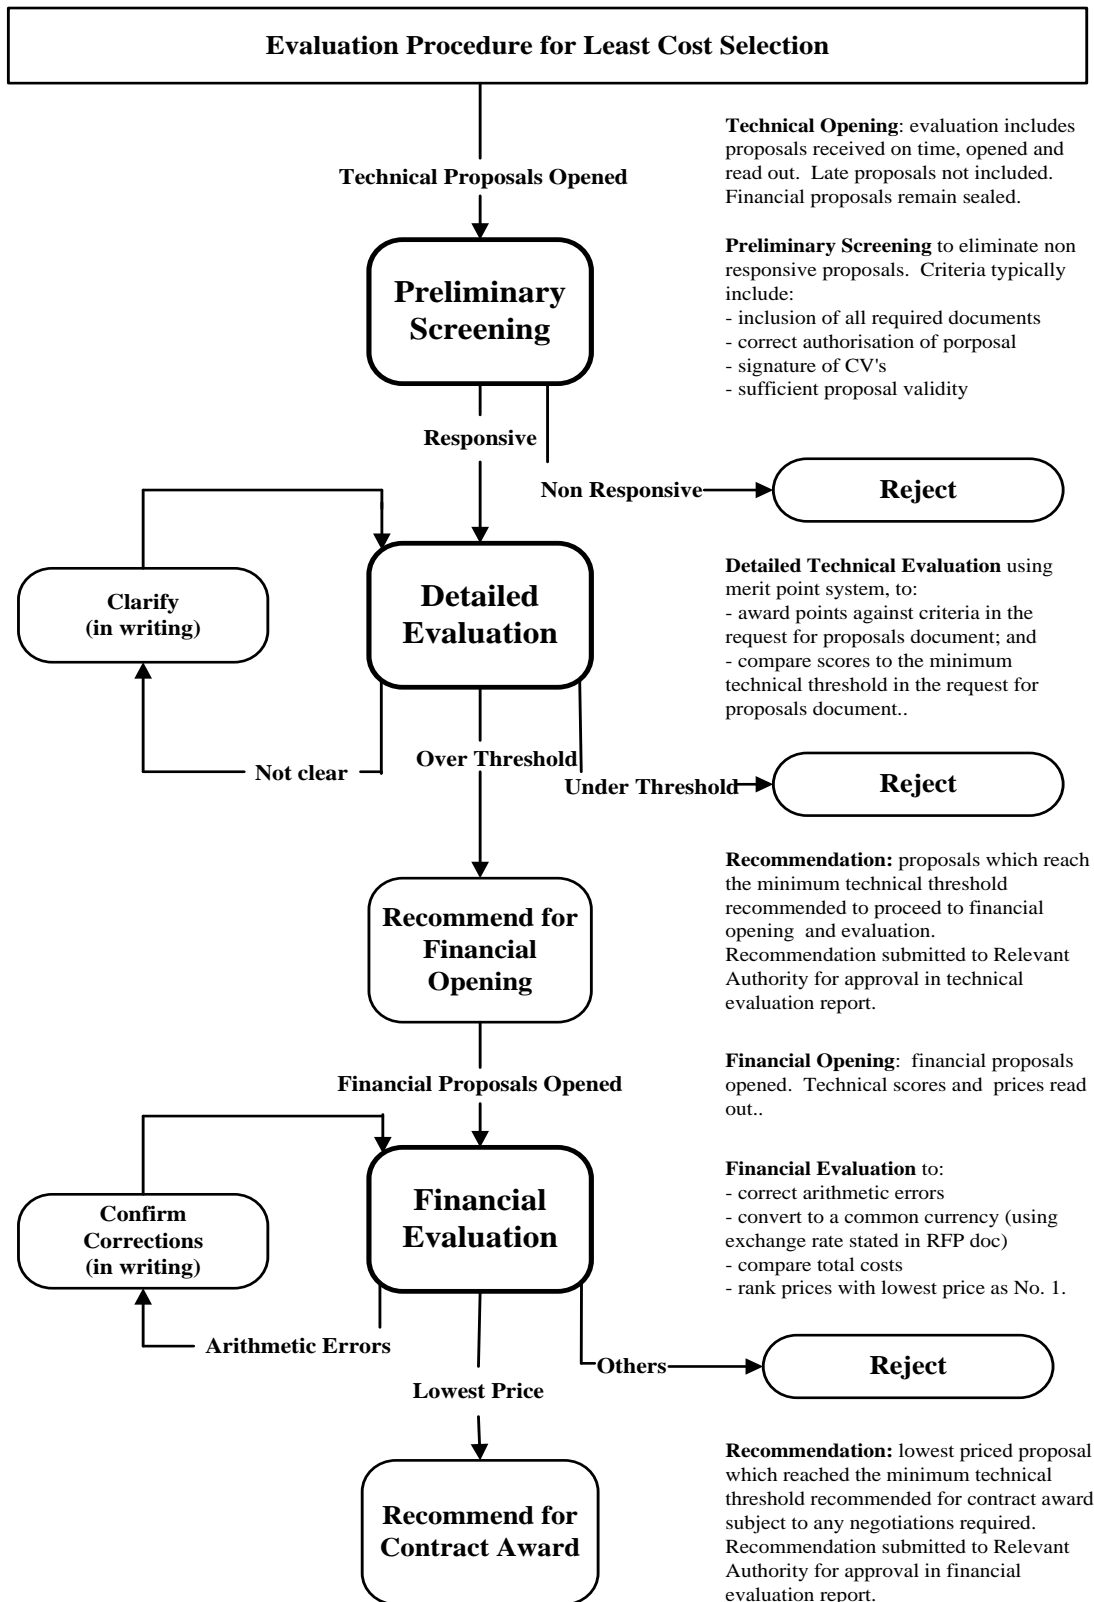 Evaluation Procedure for Least Cost Selection
Technical Opening: evaluation includes
proposals received on time, opened and
read out.  Late proposals not included.
Financial proposals remain sealed.
Technical Proposals Opened
Preliminary Screening to eliminate non
responsive proposals.  Criteria typically
include:
- inclusion of all required documents
- correct authorisation of porposal
- signature of CV's
- sufficient proposal validity
Preliminary
Screening
Responsive
Non Responsive
Reject
Detailed Technical Evaluation using
merit point system, to:
- award points against criteria in the
request for proposals document; and
- compare scores to the minimum
technical threshold in the request for
proposals document..
Detailed
Evaluation
Clarify
(in writing)
Not clear
Over Threshold
Under Threshold
Reject
Recommendation: proposals which reach
the minimum technical threshold
recommended to proceed to financial
opening  and evaluation.
Recommendation submitted to Relevant
Authority for approval in technical
evaluation report.
Recommend for
Financial
Opening
Financial Opening:  financial proposals
opened.  Technical scores and  prices read
out..
Financial Proposals Opened
Financial Evaluation to:
- correct arithmetic errors
- convert to a common currency (using
exchange rate stated in RFP doc)
- compare total costs
- rank prices with lowest price as No. 1.
Financial
Evaluation
Confirm
Corrections
(in writing)
Arithmetic Errors
Others
Reject
Lowest Price
Recommendation: lowest priced proposal
which reached the minimum technical
threshold recommended for contract award
subject to any negotiations required.
Recommendation submitted to Relevant
Authority for approval in financial
evaluation report.
Recommend for
Contract Award